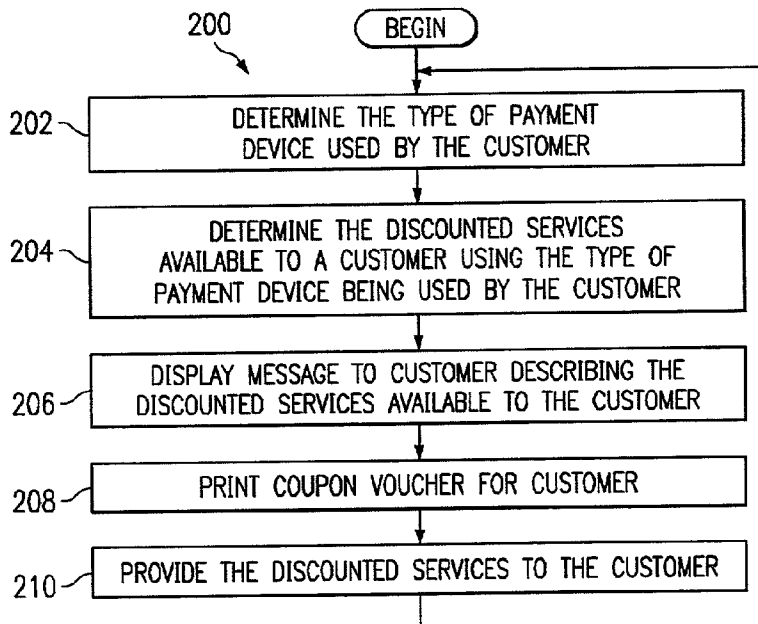 200
BEGIN
202
DETERMINE THE TYPE OF PAYMENT
DEVICE USED BY THE CUSTOMER
204
DETERMINE THE DISCOUNTED SERVICES
AVAILABLE TO A CUSTOMER USING THE TYPE OF
PAYMENT DEVICE BEING USED BY THE CUSTOMER
206
DISPLAY MESSAGE TO CUSTOMER DESCRIBING THE
DISCOUNTED SERVICES AVAILABLE TO THE CUSTOMER
208
PRINT COUPON VOUCHER FOR CUSTOMER
210
PROVIDE THE DISCOUNTED SERVICES TO THE CUSTOMER